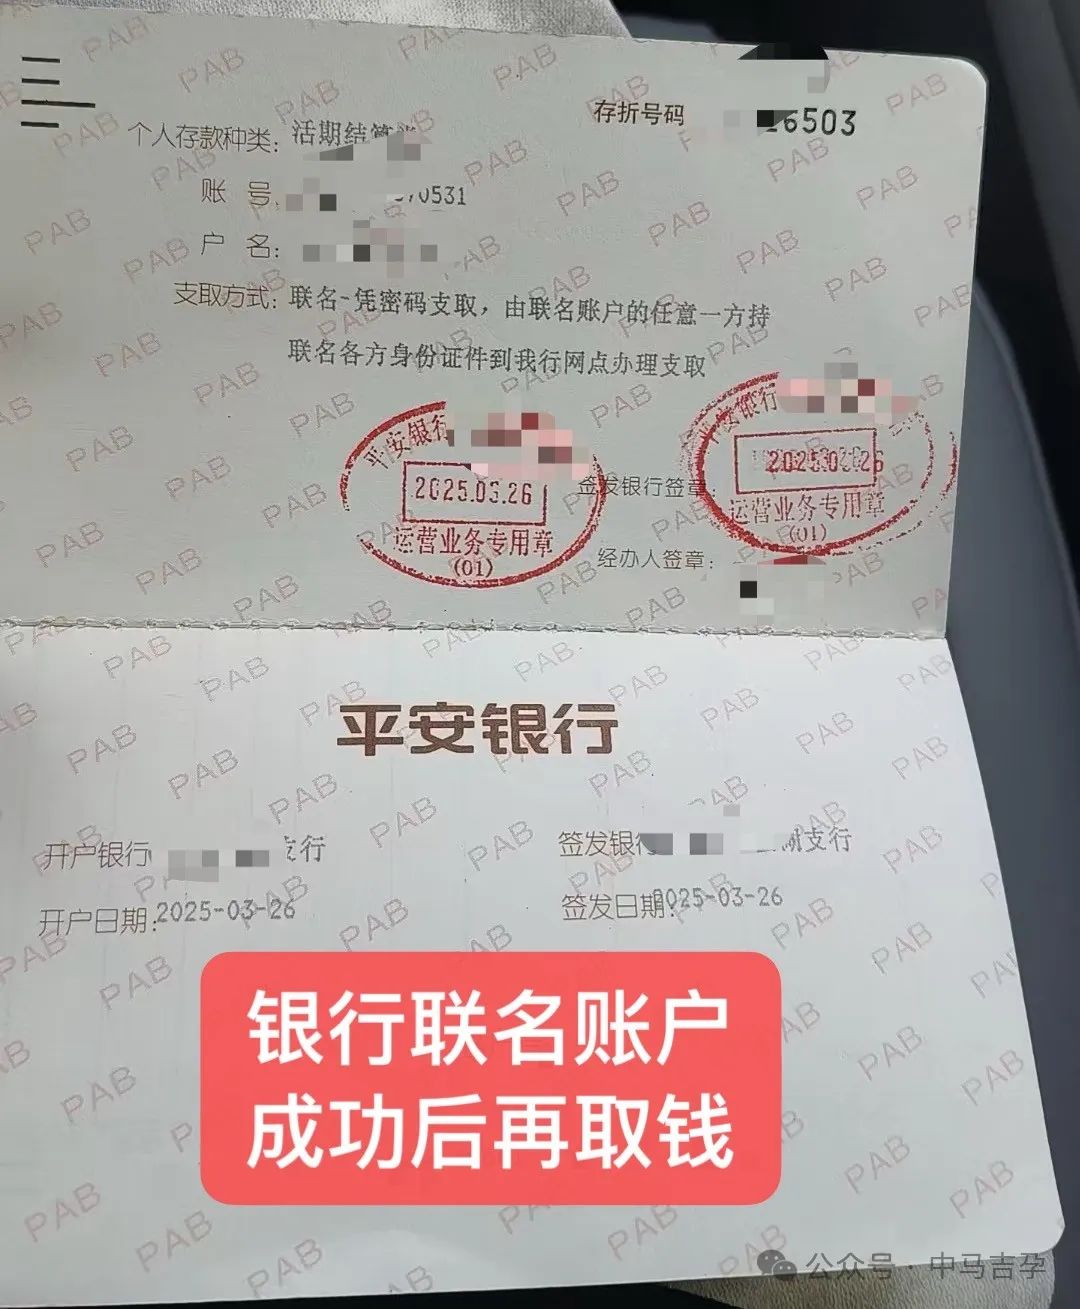 存折号码 26503
个人存款种类：活期结算
账 号： 70531
户 名：
支取方式：联名-凭密码支取，由联名账户的任意一方持
联名各方身份证件到我行网点办理支取
平安银行
2025.03.26
运营业务专用章
(01)
签发银行签章：
平安银行
2025.03.26
运营业务专用章
(01)
经办人签章：
平安银行
开户银行 支行
签发银行 支行
开户日期：2025-03-26
签发日期：2025-03-26
银行联名账户
成功后再取钱
公众号 · 中马吉孕